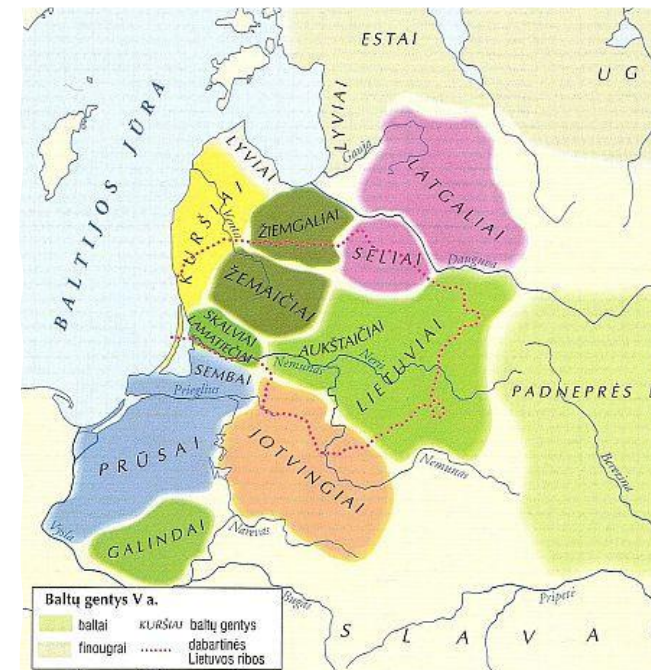 ESTAI
U G
BALTIJOS JŪRA
LYVIAI
Gauja
LATGALIAI
LYVIAI
KURŠIAI
Venta
ŽIEMGALIAI
SĖLIAI
Dauguva
ŽEMAIČIAI
SKALVIAI
LAMATIEČIAI
AUKŠTAIČIAI
Nemunas
Neris
LIETUVIAI
SEMBAI
Prieglius
PADNEPRĖS
Berezina
PRŪSAI
JOTVINGIAI
Nemunas
Vysla
GALINDAI
Narevas
Bugas
Pripetė
S L A V A
Baltų gentys V a.
baltai KURŠIAI baltų gentys
finougrai dabartinės
Lietuvos ribos